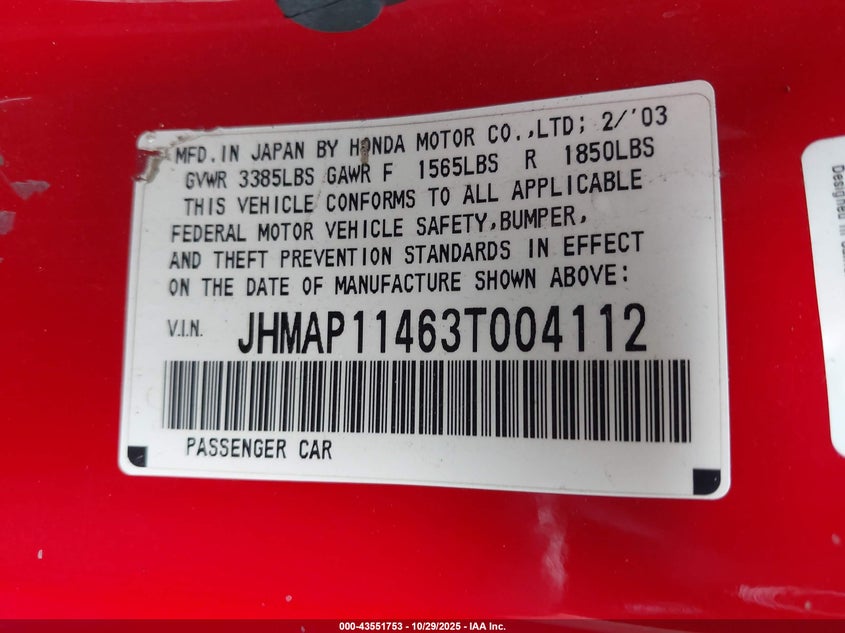 MFD. IN JAPAN BY HONDA MOTOR CO.,LTD; 2/'03
GVWR 3385LBS GAWR F 1565LBS R 1850LBS
THIS VEHICLE CONFORMS TO ALL APPLICABLE
FEDERAL MOTOR VEHICLE SAFETY,BUMPER,
AND THEFT PREVENTION STANDARDS IN EFFECT
ON THE DATE OF MANUFACTURE SHOWN ABOVE:
V.I.N. JHMAP11463T004112
PASSENGER CAR
Designed in
000-43551753 - 10/29/2025 - IAA Inc.